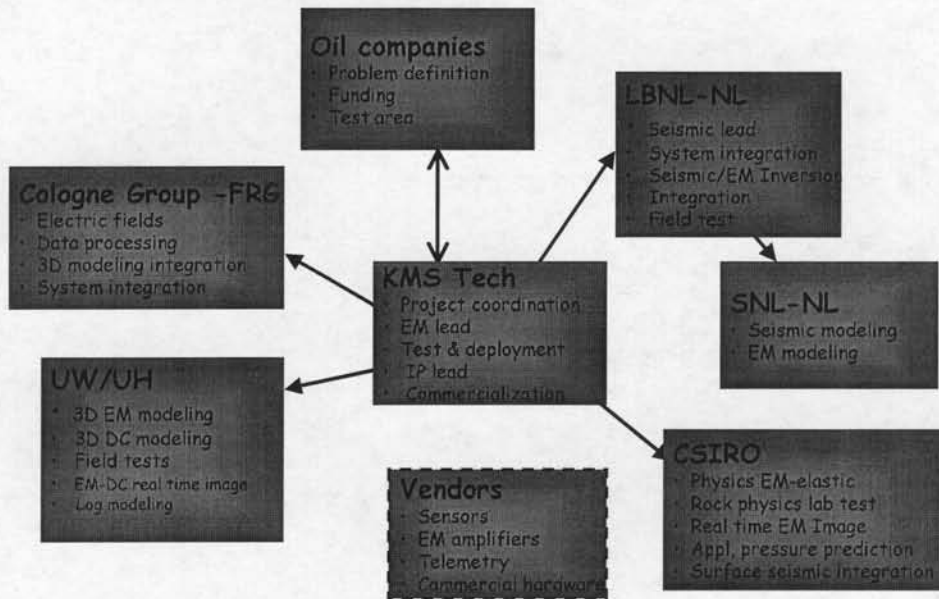 Oil companies
• Problem definition
• Funding
• Test area
LBNL-NL
• Seismic lead
• System integration
• Seismic/EM Inversion
• Integration
• Field test
Cologne Group -FRG
• Electric fields
• Data processing
• 3D modeling integration
• System integration
KMS Tech
• Project coordination
• EM lead
• Test & deployment
• IP lead
• Commercialization
SNL-NL
• Seismic modeling
• EM modeling
UW/UH
• 3D EM modeling
• 3D DC modeling
• Field tests
• EM-DC real time image
• Log modeling
CSIRO
• Physics EM-elastic
• Rock physics lab test
• Real time EM Image
• Appl, pressure prediction
• Surface seismic integration
Vendors
• Sensors
• EM amplifiers
• Telemetry
• Commercial hardware